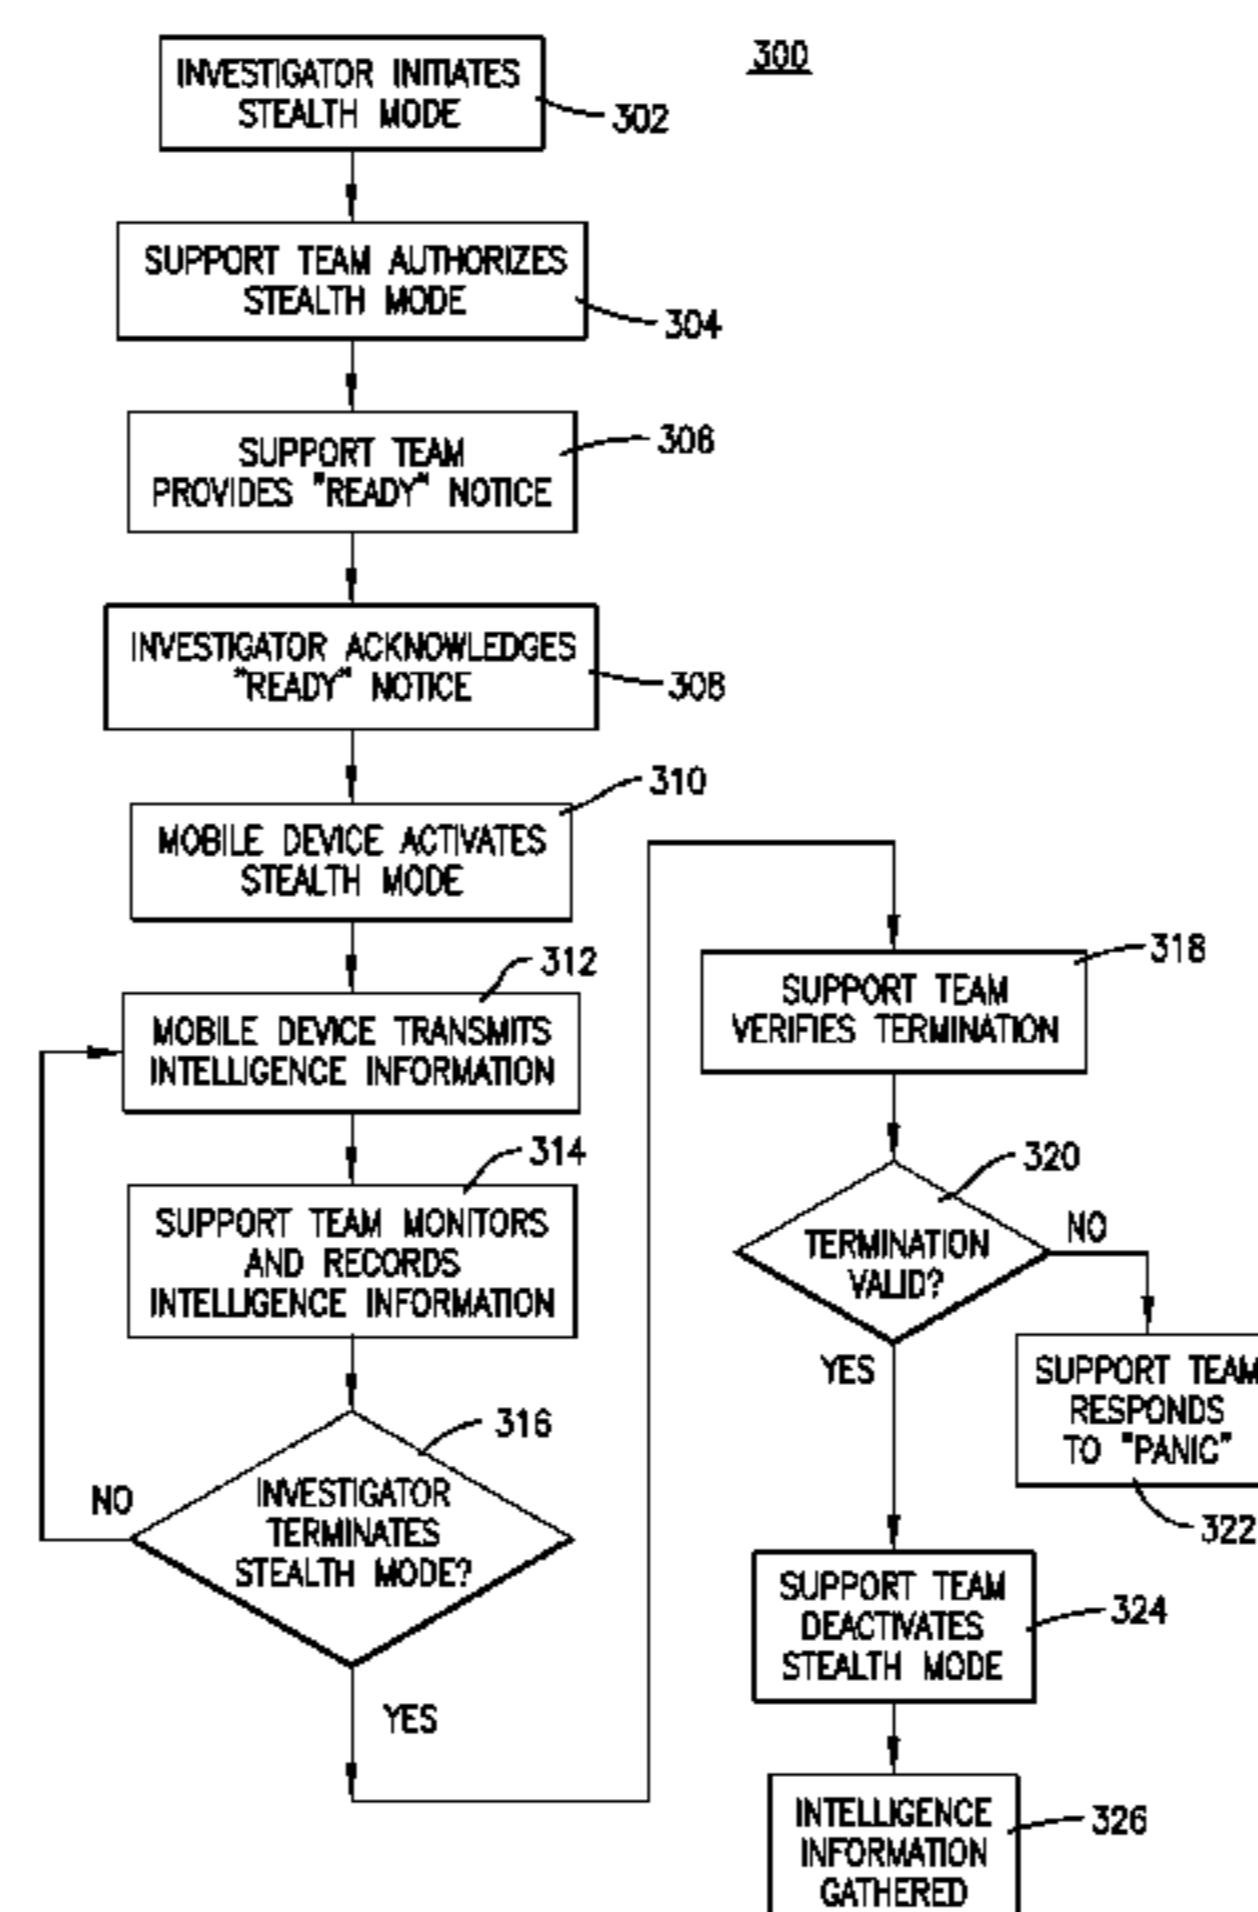 300
INVESTIGATOR INITIATES
STEALTH MODE
302
SUPPORT TEAM AUTHORIZES
STEALTH MODE
304
SUPPORT TEAM
PROVIDES "READY" NOTICE
306
INVESTIGATOR ACKNOWLEDGES
"READY" NOTICE
308
310
MOBILE DEVICE ACTIVATES
STEALTH MODE
312
MOBILE DEVICE TRANSMITS
INTELLIGENCE INFORMATION
314
SUPPORT TEAM MONITORS
AND RECORDS
INTELLIGENCE INFORMATION
316
INVESTIGATOR
TERMINATES
STEALTH MODE?
NO
YES
318
SUPPORT TEAM
VERIFIES TERMINATION
320
TERMINATION
VALID?
NO
YES
SUPPORT TEAM
RESPONDS
TO "PANIC"
322
SUPPORT TEAM
DEACTIVATES
STEALTH MODE
324
INTELLIGENCE
INFORMATION
GATHERED
326